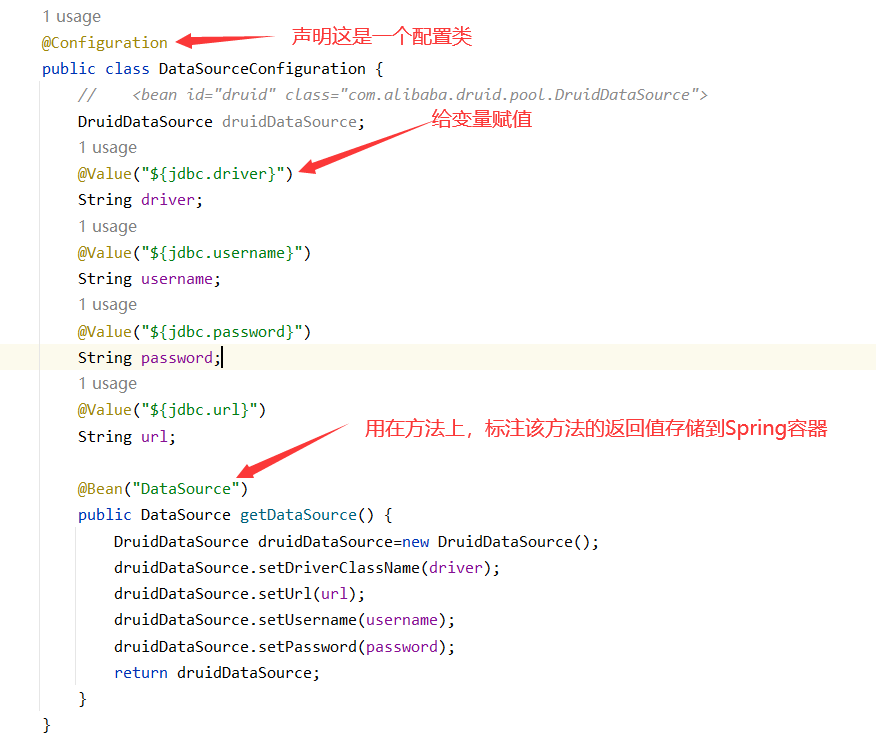 1 usage
@Configuration 声明这是一个配置类
public class DataSourceConfiguration {
//    <bean id="druid" class="com.alibaba.druid.pool.DruidDataSource">
DruidDataSource druidDataSource; 给变量赋值
1 usage
@Value("${jdbc.driver}")
String driver;
1 usage
@Value("${jdbc.username}")
String username;
1 usage
@Value("${jdbc.password}")
String password;
1 usage
@Value("${jdbc.url}")
String url; 用在方法上，标注该方法的返回值存储到Spring容器
@Bean("DataSource")
public DataSource getDataSource() {
DruidDataSource druidDataSource=new DruidDataSource();
druidDataSource.setDriverClassName(driver);
druidDataSource.setUrl(url);
druidDataSource.setUsername(username);
druidDataSource.setPassword(password);
return druidDataSource;
}
}